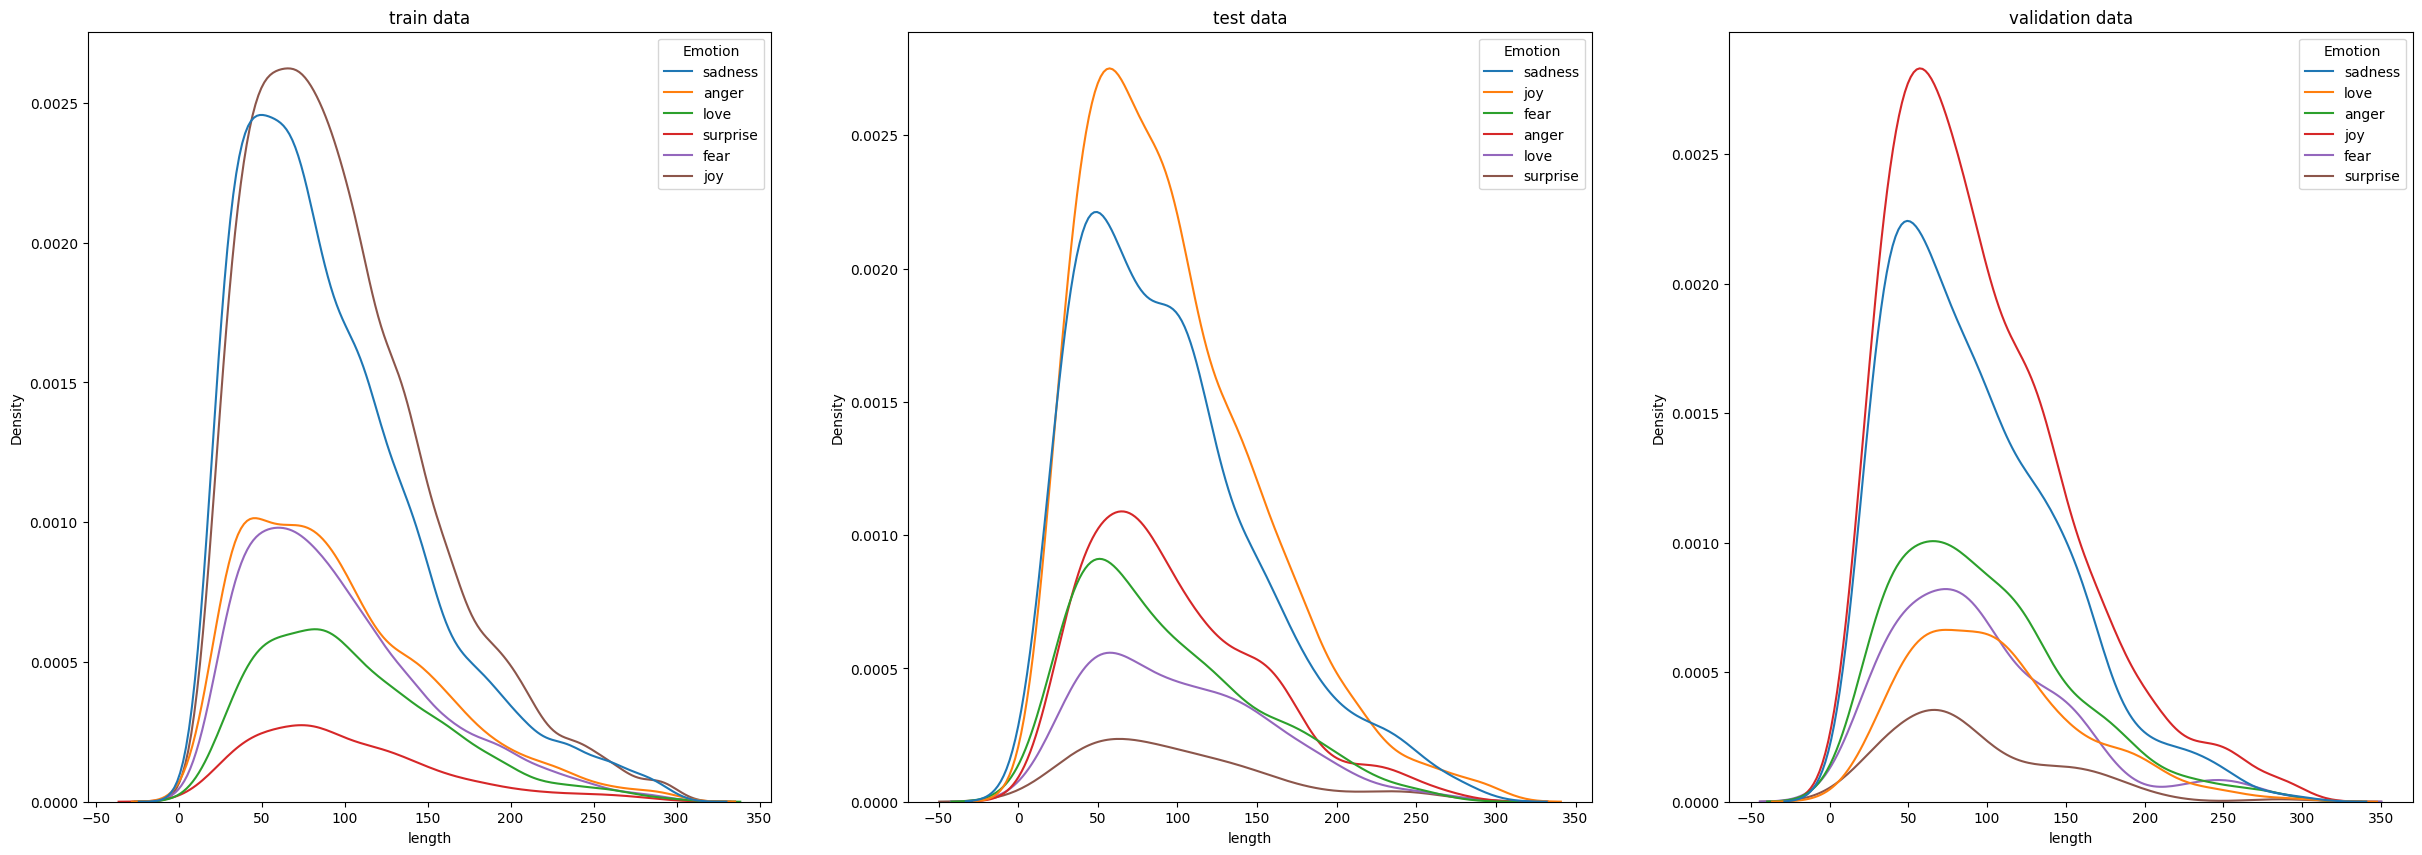 train data
Emotion
sadness
anger
love
surprise
fear
joy
0.0025
0.0020
0.0015
0.0010
0.0005
0.0000
Density
−50 0 50 100 150 200 250 300 350
length
test data
Emotion
sadness
joy
fear
anger
love
surprise
0.0025
0.0020
0.0015
0.0010
0.0005
0.0000
Density
−50 0 50 100 150 200 250 300 350
length
validation data
Emotion
sadness
love
anger
joy
fear
surprise
0.0025
0.0020
0.0015
0.0010
0.0005
0.0000
Density
−50 0 50 100 150 200 250 300 350
length